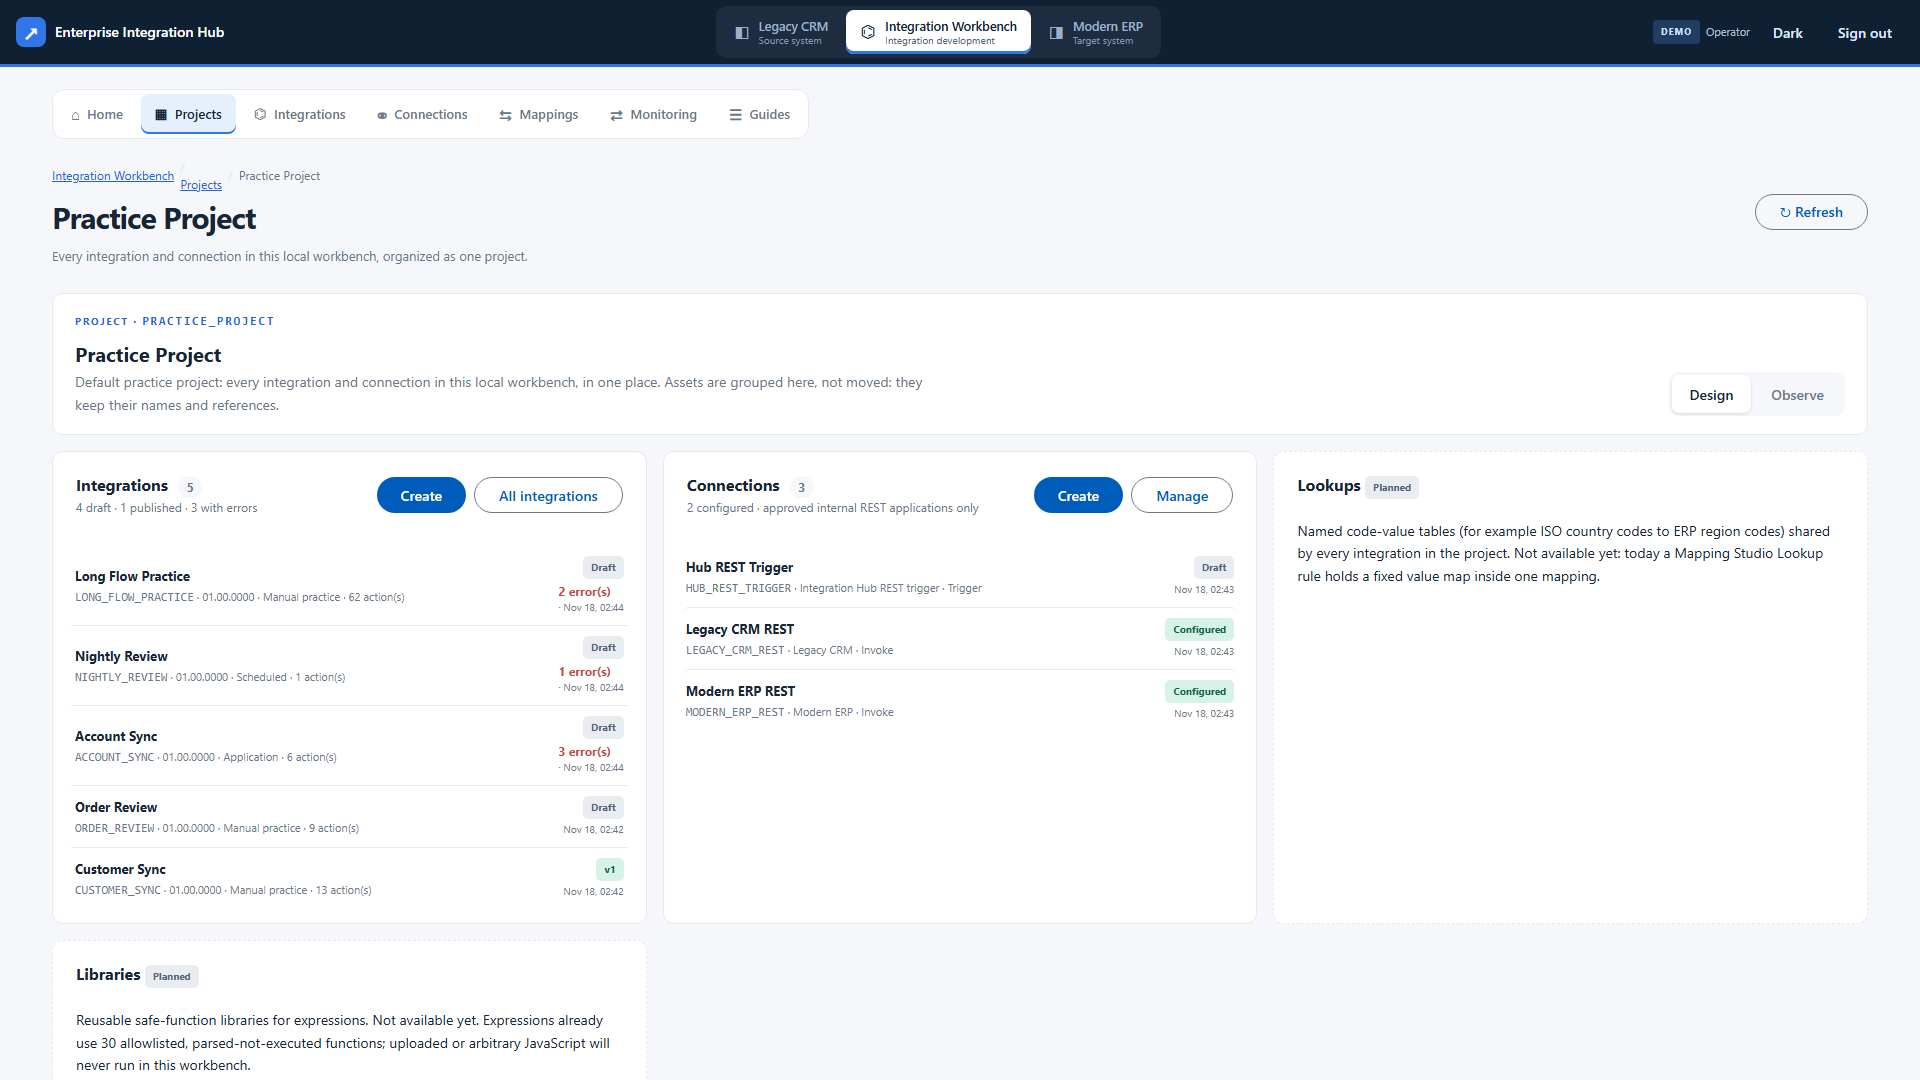 Enterprise Integration Hub
Legacy CRM
Source system
Integration Workbench
Integration development
Modern ERP
Target system
DEMO Operator Dark Sign out
Home Projects Integrations Connections Mappings Monitoring Guides
Integration Workbench / Projects / Practice Project
Practice Project
Refresh
Every integration and connection in this local workbench, organized as one project.
PROJECT · PRACTICE_PROJECT
Practice Project
Default practice project: every integration and connection in this local workbench, in one place. Assets are grouped here, not moved: they
keep their names and references.
Design Observe
Integrations 5
4 draft · 1 published · 3 with errors
Create All integrations
Long Flow Practice
LONG_FLOW_PRACTICE · 01.00.0000 · Manual practice · 62 action(s)
Draft
2 error(s)
· Nov 18, 02:44
Nightly Review
NIGHTLY_REVIEW · 01.00.0000 · Scheduled · 1 action(s)
Draft
1 error(s)
· Nov 18, 02:44
Account Sync
ACCOUNT_SYNC · 01.00.0000 · Application · 6 action(s)
Draft
3 error(s)
· Nov 18, 02:44
Order Review
ORDER_REVIEW · 01.00.0000 · Manual practice · 9 action(s)
Draft
Nov 18, 02:42
Customer Sync
CUSTOMER_SYNC · 01.00.0000 · Manual practice · 13 action(s)
v1
Nov 18, 02:42
Connections 3
2 configured · approved internal REST applications only
Create Manage
Hub REST Trigger
HUB_REST_TRIGGER · Integration Hub REST trigger · Trigger
Draft
Nov 18, 02:43
Legacy CRM REST
LEGACY_CRM_REST · Legacy CRM · Invoke
Configured
Nov 18, 02:43
Modern ERP REST
MODERN_ERP_REST · Modern ERP · Invoke
Configured
Nov 18, 02:43
Lookups Planned
Named code-value tables (for example ISO country codes to ERP region codes) shared
by every integration in the project. Not available yet: today a Mapping Studio Lookup
rule holds a fixed value map inside one mapping.
Libraries Planned
Reusable safe-function libraries for expressions. Not available yet. Expressions already
use 30 allowlisted, parsed-not-executed functions; uploaded or arbitrary JavaScript will
never run in this workbench.